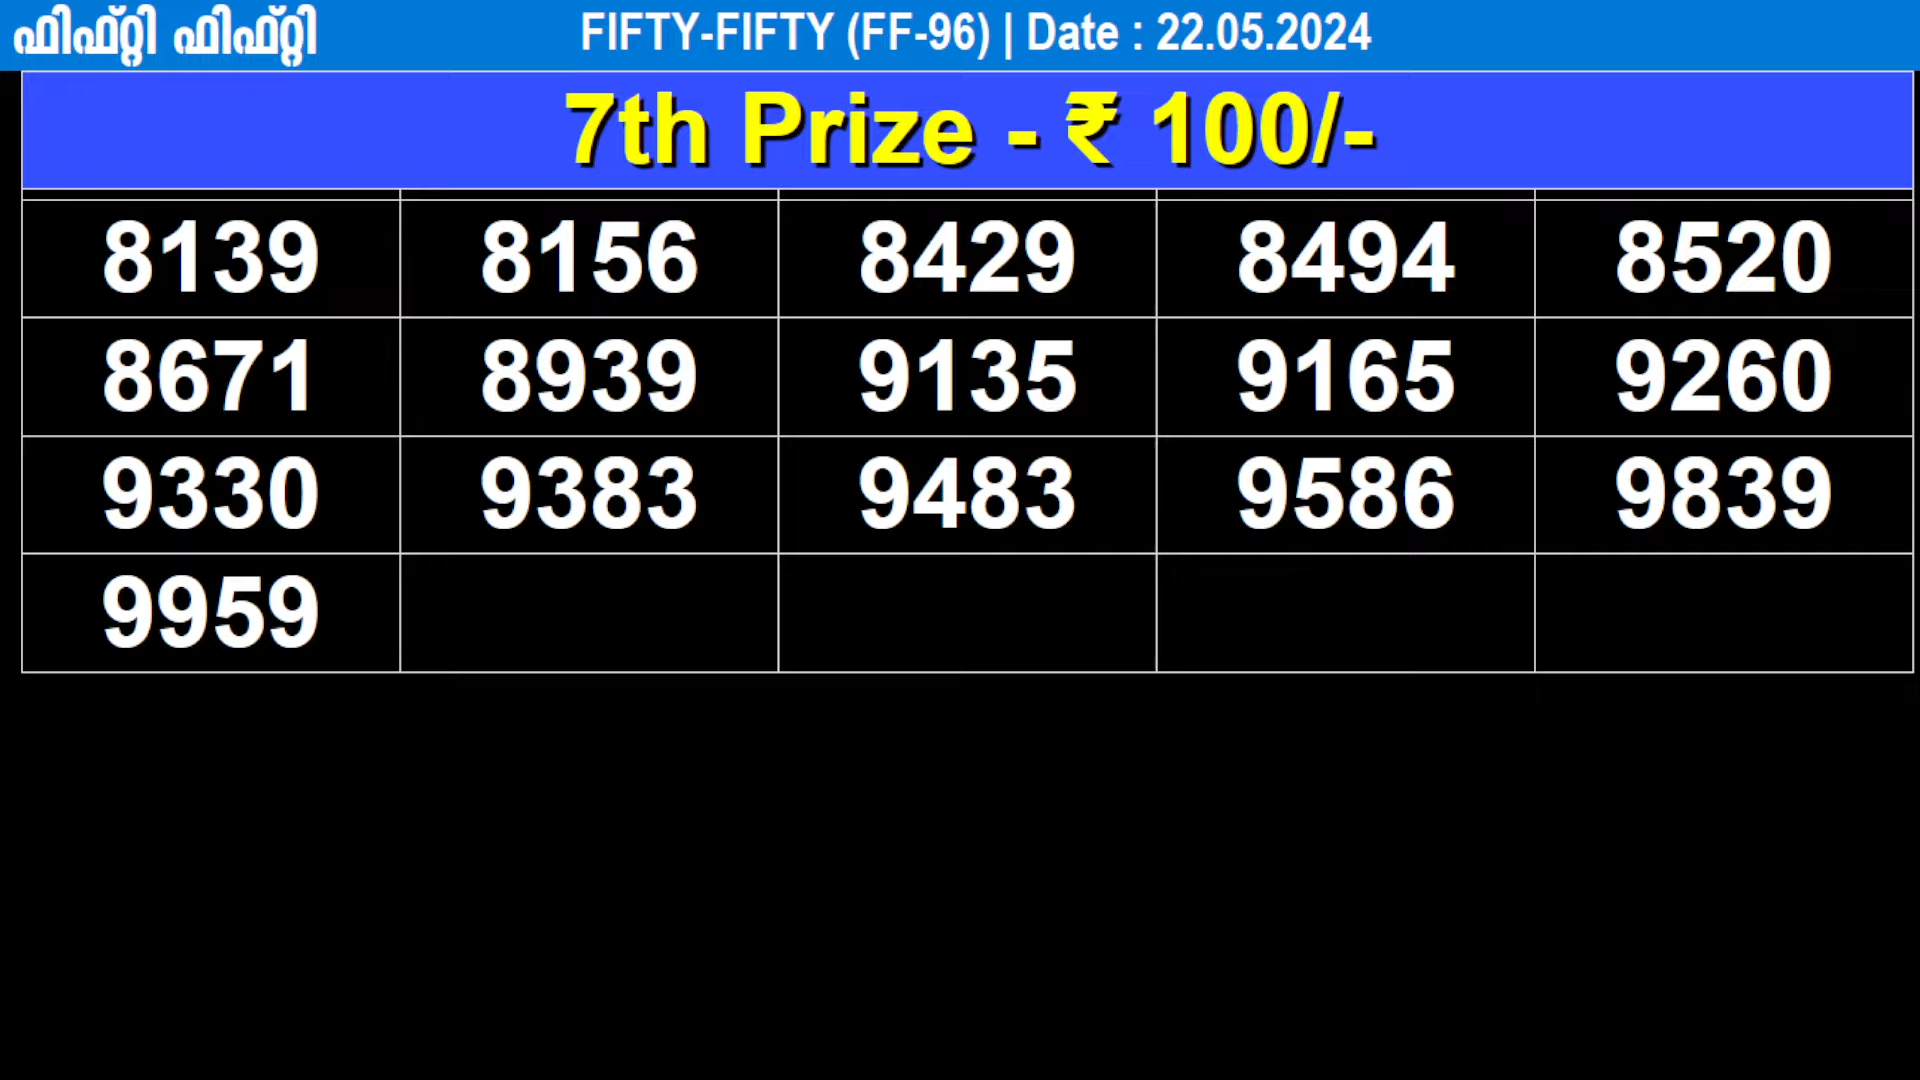 ഫിഫ്റ്റി ഫിഫ്റ്റി FIFTY-FIFTY (FF-96) | Date : 22.05.2024
7th Prize - ₹ 100/-
8139 8156 8429 8494 8520
8671 8939 9135 9165 9260
9330 9383 9483 9586 9839
9959